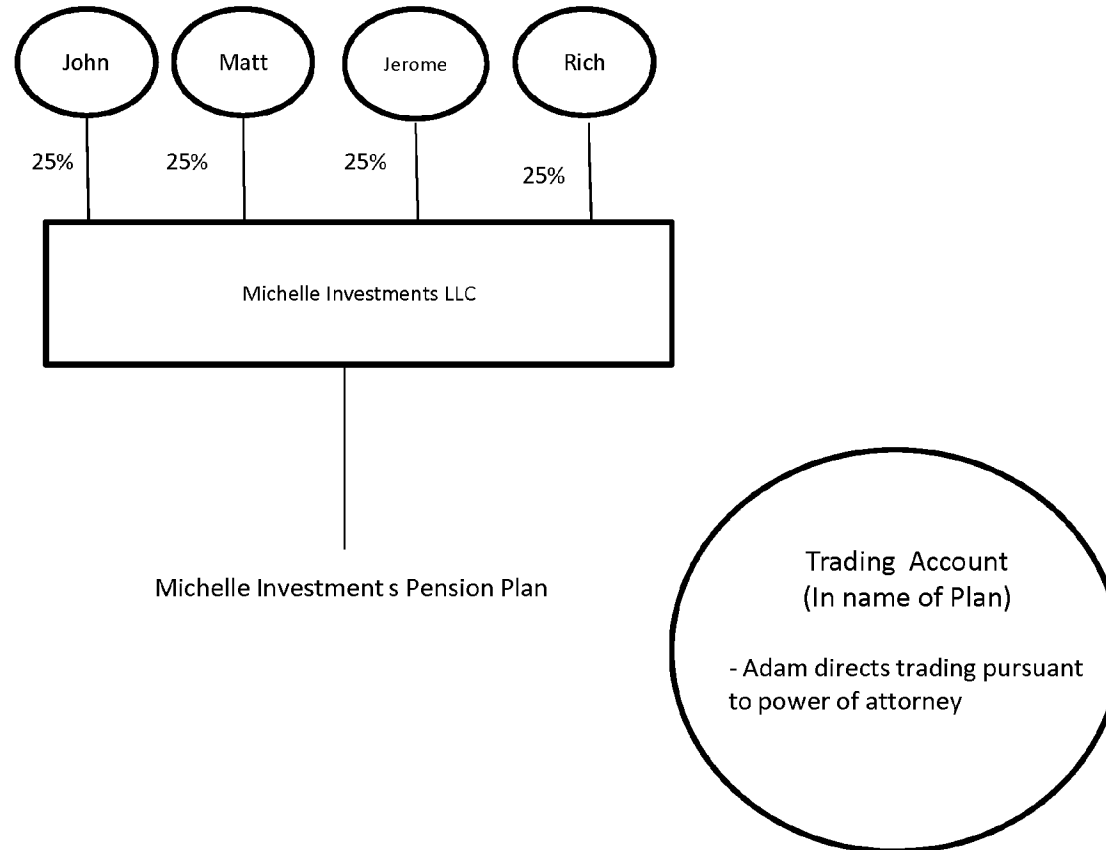 John
Matt
Jerome
Rich
25%
25%
25%
25%
Michelle Investments LLC
Michelle Investment s Pension Plan
Trading Account
(In name of Plan)
- Adam directs trading pursuant
to power of attorney